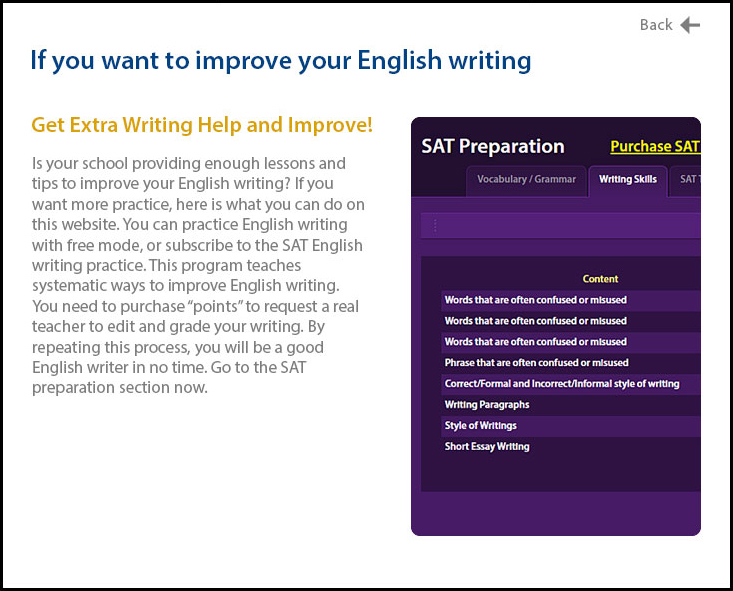 Back
If you want to improve your English writing
Get Extra Writing Help and Improve!
Is your school providing enough lessons and
tips to improve your English writing? If you
want more practice, here is what you can do on
this website. You can practice English writing
with free mode, or subscribe to the SAT English
writing practice. This program teaches
systematic ways to improve English writing.
You need to purchase “points” to request a real
teacher to edit and grade your writing. By
repeating this process, you will be a good
English writer in no time. Go to the SAT
preparation section now.
SAT Preparation
Purchase SAT
Vocabulary / Grammar
Writing Skills
SAT
Content
Words that are often confused or misused
Words that are often confused or misused
Words that are often confused or misused
Phrase that are often confused or misused
Correct/Formal and Incorrect/Informal style of writing
Writing Paragraphs
Style of Writings
Short Essay Writing